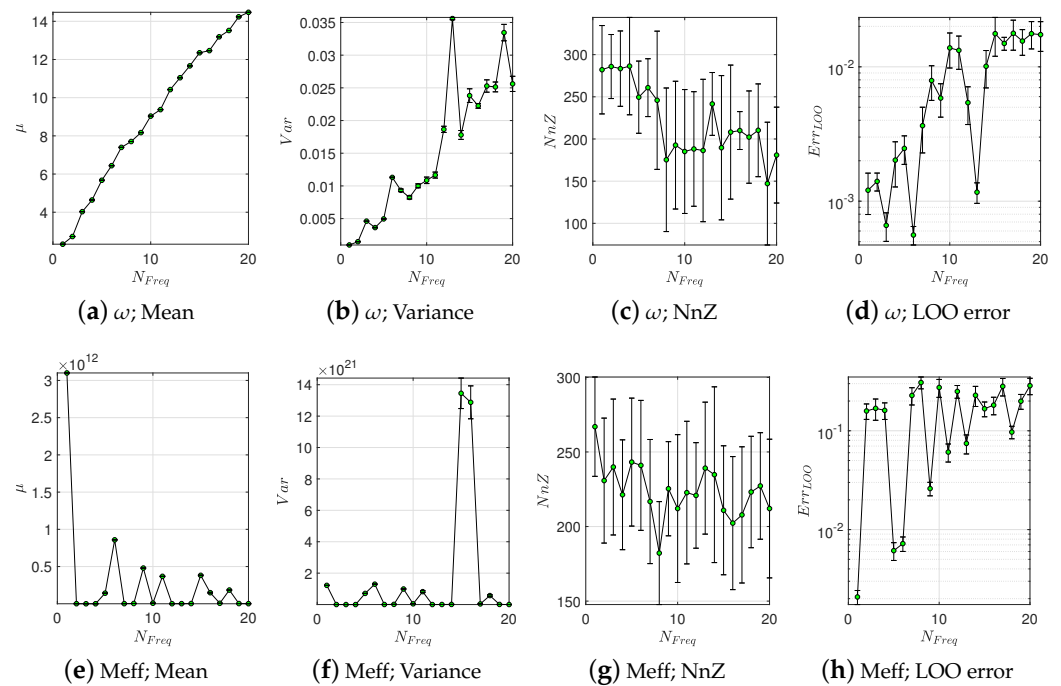 14
12
10
8
6
4
μ
0
10
20
N_Freq
(a) ω; Mean
0.035
0.03
0.025
0.02
0.015
0.01
0.005
Var
0
10
20
N_Freq
(b) ω; Variance
300
250
200
150
100
NnZ
0
10
20
N_Freq
(c) ω; NnZ
10^-2
10^-3
Err_LOO
0
10
20
N_Freq
(d) ω; LOO error
×10^12
3
2.5
2
1.5
1
0.5
μ
0
10
20
N_Freq
(e) Meff; Mean
×10^21
14
12
10
8
6
4
2
Var
0
10
20
N_Freq
(f) Meff; Variance
300
250
200
150
NnZ
0
10
20
N_Freq
(g) Meff; NnZ
10^-1
10^-2
Err_LOO
0
10
20
N_Freq
(h) Meff; LOO error